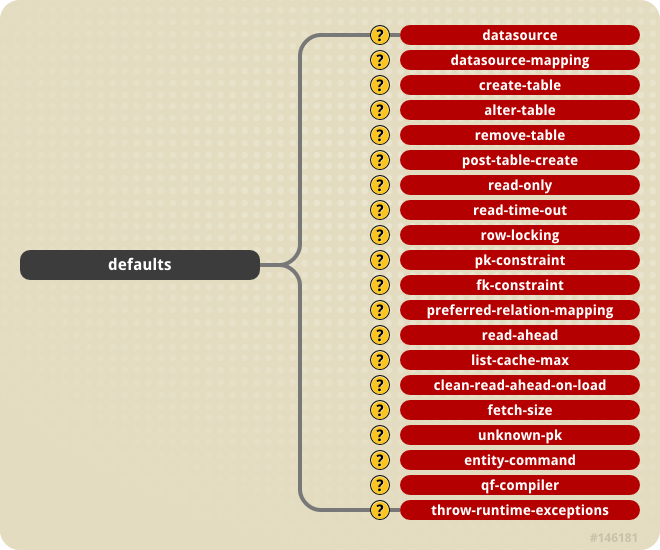 defaults
? datasource
? datasource-mapping
? create-table
? alter-table
? remove-table
? post-table-create
? read-only
? read-time-out
? row-locking
? pk-constraint
? fk-constraint
? preferred-relation-mapping
? read-ahead
? list-cache-max
? clean-read-ahead-on-load
? fetch-size
? unknown-pk
? entity-command
? qf-compiler
? throw-runtime-exceptions
#146181